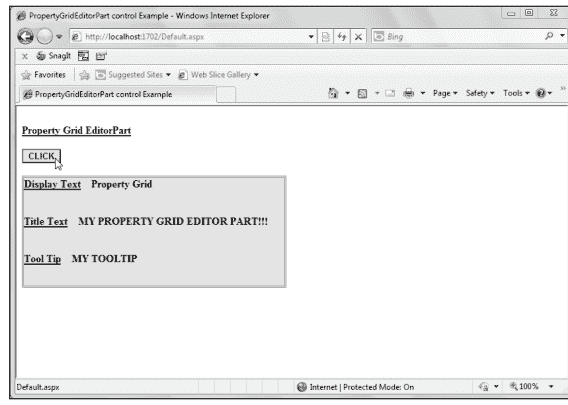 PropertyGridEditorPart control Example - Windows Internet Explorer
http://localhost:1702/Default.aspx
Bing
x SnagIt
Favorites Suggested Sites Web Slice Gallery
PropertyGridEditorPart control Example
Page Safety Tools
Property Grid EditorPart
CLICK
Display Text Property Grid
Title Text MY PROPERTY GRID EDITOR PART!!!
Tool Tip MY TOOLTIP
Default.aspx
Internet | Protected Mode: On
100%